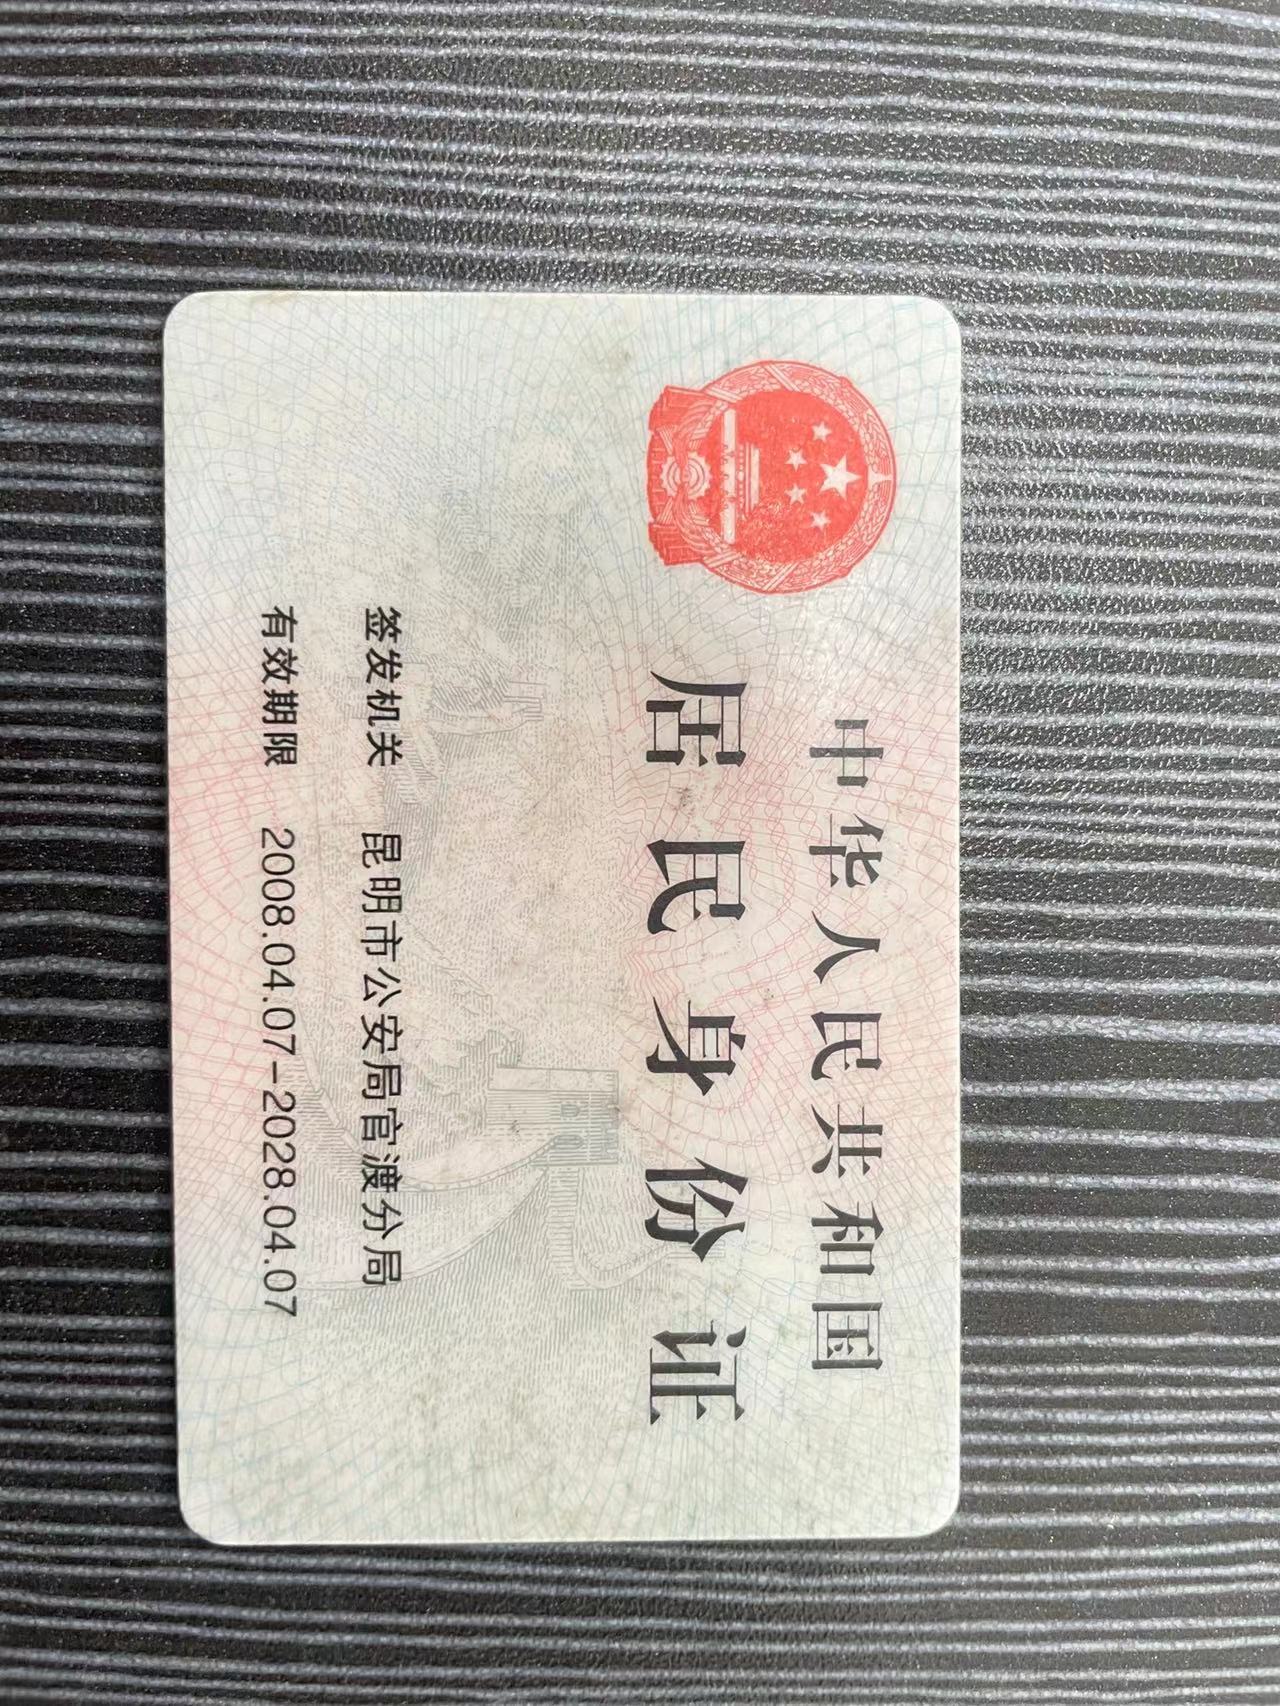 中华人民共和国
居民身份证
签发机关 昆明市公安局官渡分局
有效期限 2008.04.07-2028.04.07